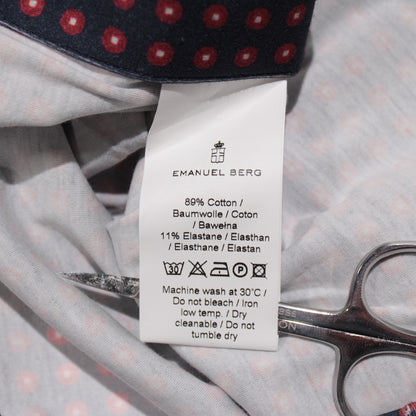 EMANUEL BERG
89% Cotton /
Baumwolle / Coton
/ Bawełna
11% Elastane / Elasthan
/ Elasthane / Elastan
Machine wash at 30°C /
Do not bleach / Iron
low temp. / Dry
cleanable / Do not
tumble dry